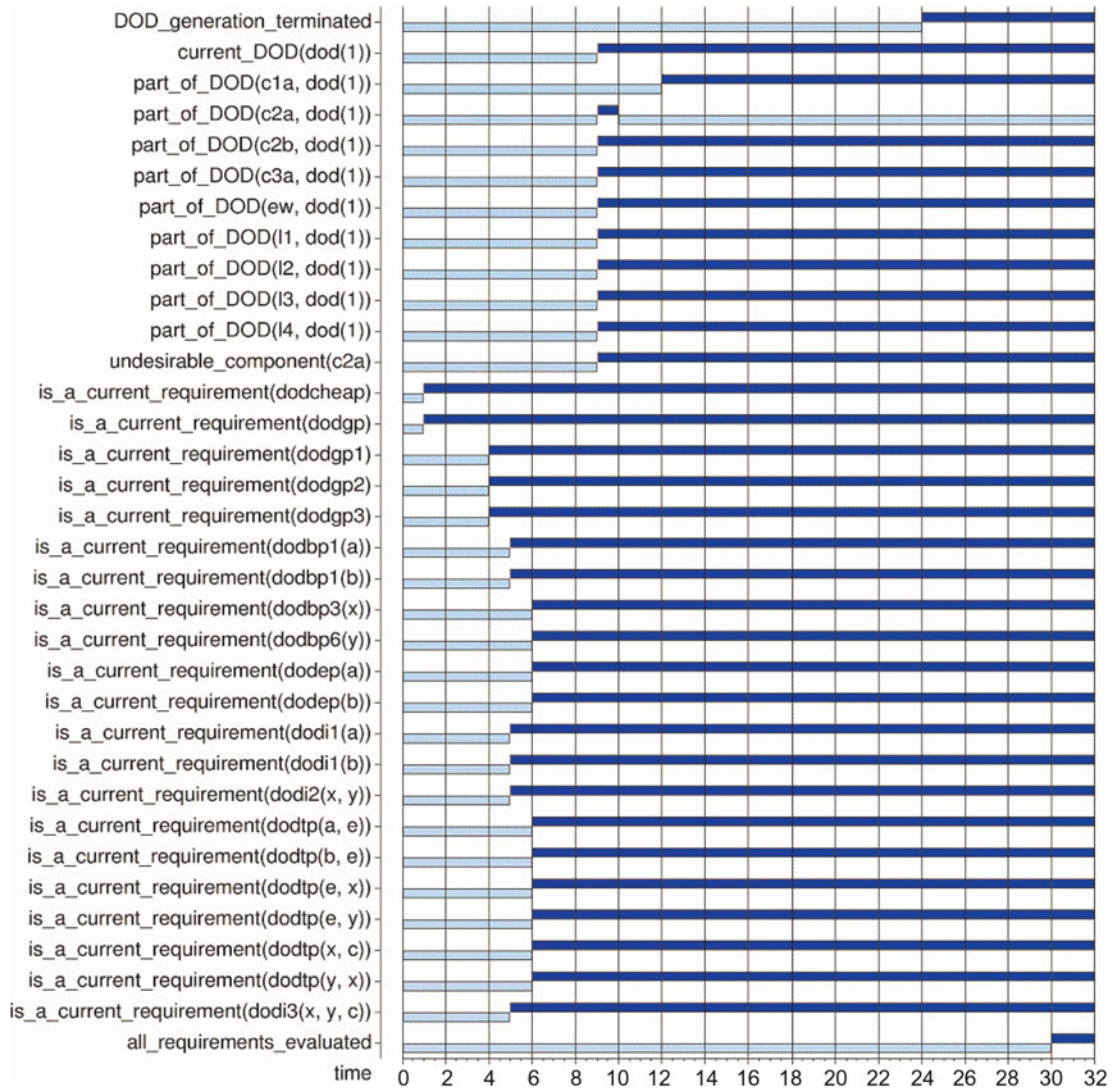 DOD_generation_terminated
current_DOD(dod(1))
part_of_DOD(c1a, dod(1))
part_of_DOD(c2a, dod(1))
part_of_DOD(c2b, dod(1))
part_of_DOD(c3a, dod(1))
part_of_DOD(ew, dod(1))
part_of_DOD(l1, dod(1))
part_of_DOD(l2, dod(1))
part_of_DOD(l3, dod(1))
part_of_DOD(l4, dod(1))
undesirable_component(c2a)
is_a_current_requirement(dodcheap)
is_a_current_requirement(dodgp)
is_a_current_requirement(dodgp1)
is_a_current_requirement(dodgp2)
is_a_current_requirement(dodgp3)
is_a_current_requirement(dodbp1(a))
is_a_current_requirement(dodbp1(b))
is_a_current_requirement(dodbp3(x))
is_a_current_requirement(dodbp6(y))
is_a_current_requirement(dodep(a))
is_a_current_requirement(dodep(b))
is_a_current_requirement(dodi1(a))
is_a_current_requirement(dodi1(b))
is_a_current_requirement(dodi2(x, y))
is_a_current_requirement(dodtp(a, e))
is_a_current_requirement(dodtp(b, e))
is_a_current_requirement(dodtp(e, x))
is_a_current_requirement(dodtp(e, y))
is_a_current_requirement(dodtp(x, c))
is_a_current_requirement(dodtp(y, x))
is_a_current_requirement(dodi3(x, y, c))
all_requirements_evaluated
time 0 2 4 6 8 10 12 14 16 18 20 22 24 26 28 30 32